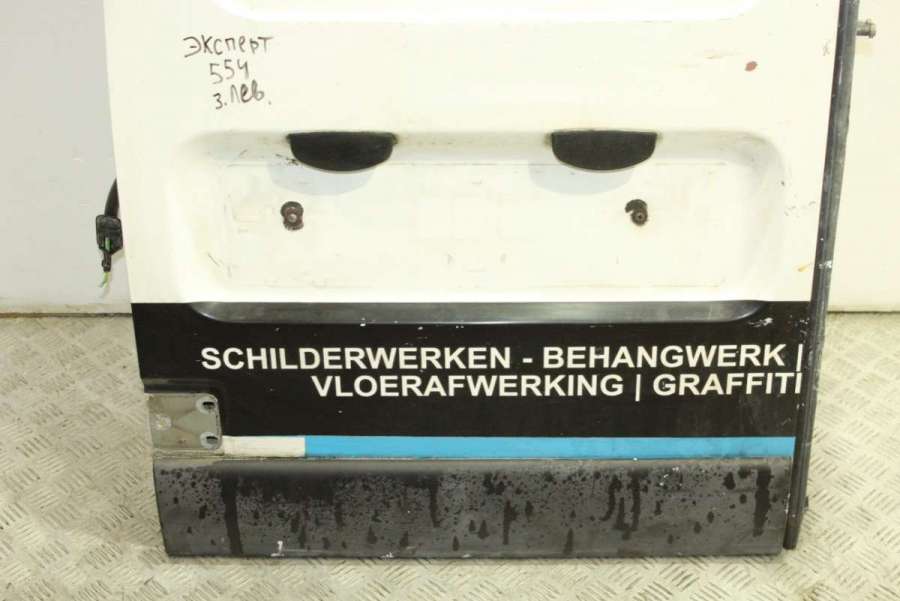 Эксперт
554
з.Лев.
SCHILDERWERKEN - BEHANGWERK |
VLOERAFWERKING | GRAFFITI